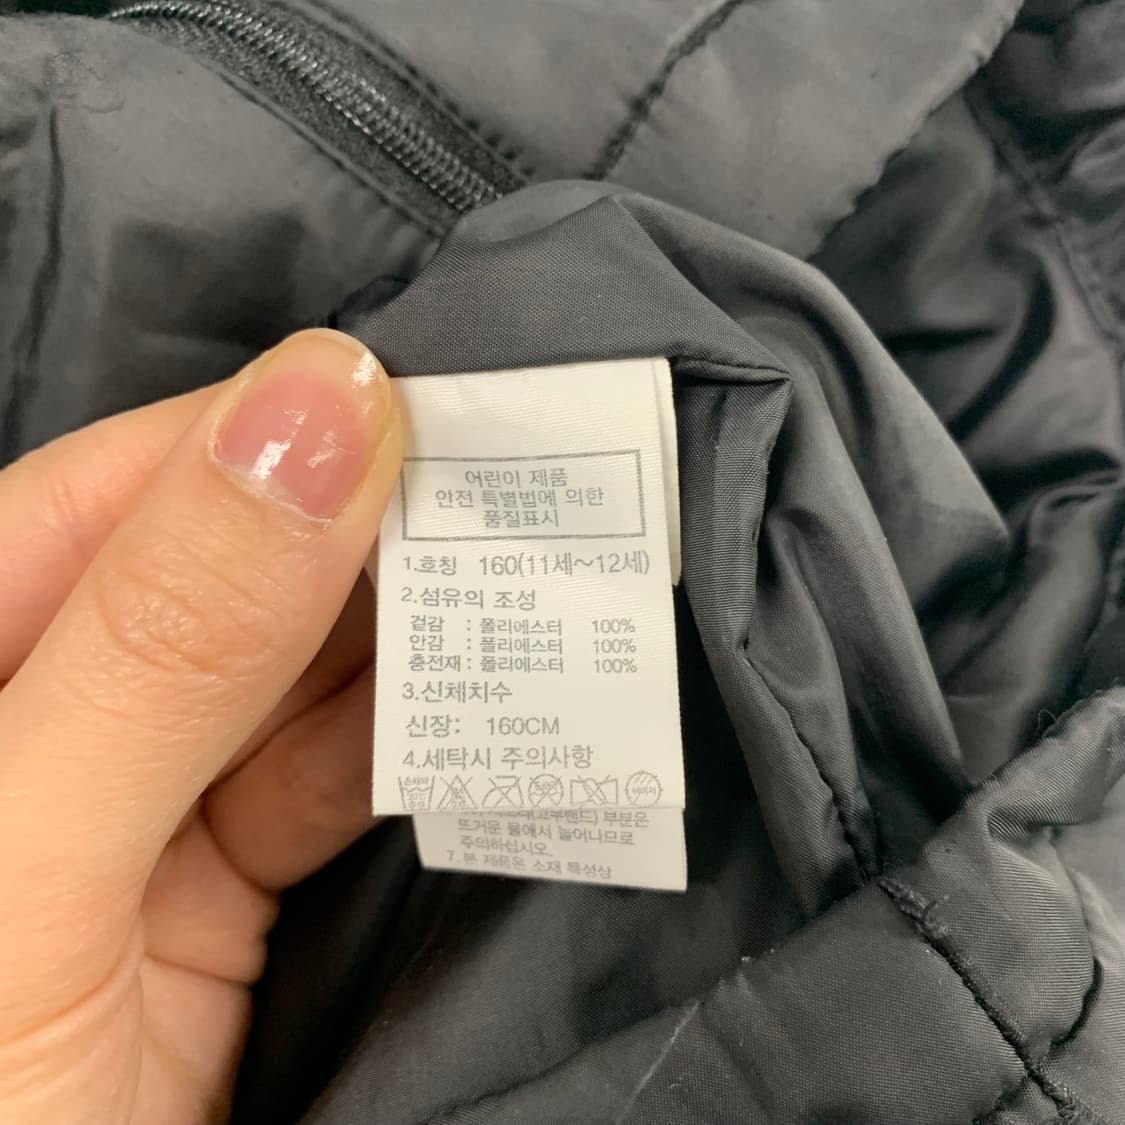 어린이 제품
안전 특별법에 의한
품질표시
1.호칭 160(11세~12세)
2.섬유의 조성
겉감 : 폴리에스터 100%
안감 : 폴리에스터 100%
충전재 : 폴리에스터 100%
3.신체치수
신장: 160CM
4.세탁시 주의사항
부분은
뜨거운 물에서 늘어나므로
주의하십시오.
7.본 제품은 소재 특성상